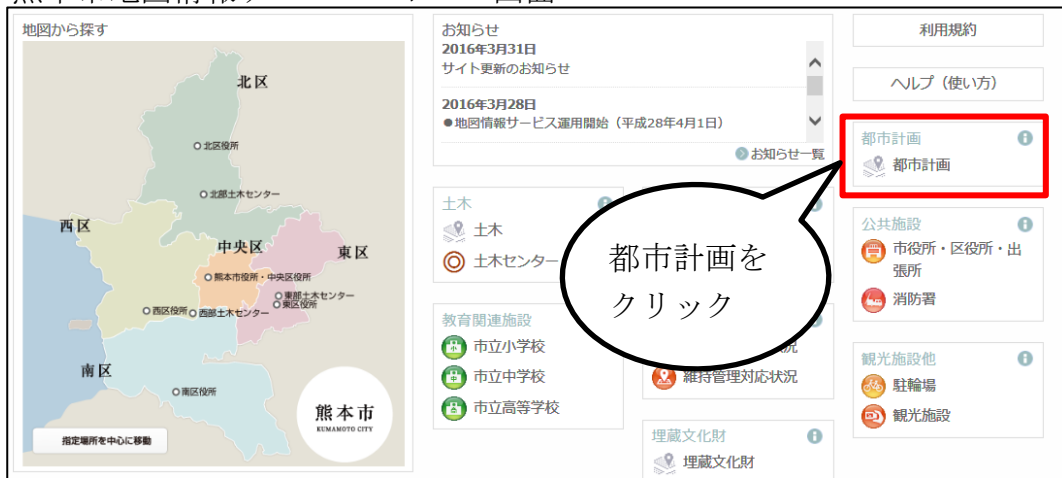 地図から探す
北区
北区役所
北部土木センター
西区
中央区
東区
熊本市役所・中央区役所
東部土木センター
東区役所
西区役所
西部土木センター
南区
南区役所
熊本市
KUMAMOTO CITY
指定場所を中心に移動
お知らせ
2016年3月31日
サイト更新のお知らせ
2016年3月28日
●地図情報サービス運用開始（平成28年4月1日）
お知らせ一覧
土木
土木
土木センター
教育関連施設
市立小学校
市立中学校
市立高等学校
都市計画を
クリック
維持管理対応状況
埋蔵文化財
埋蔵文化財
利用規約
ヘルプ（使い方）
都市計画
都市計画
公共施設
市役所・区役所・出
張所
消防署
観光施設他
駐輪場
観光施設